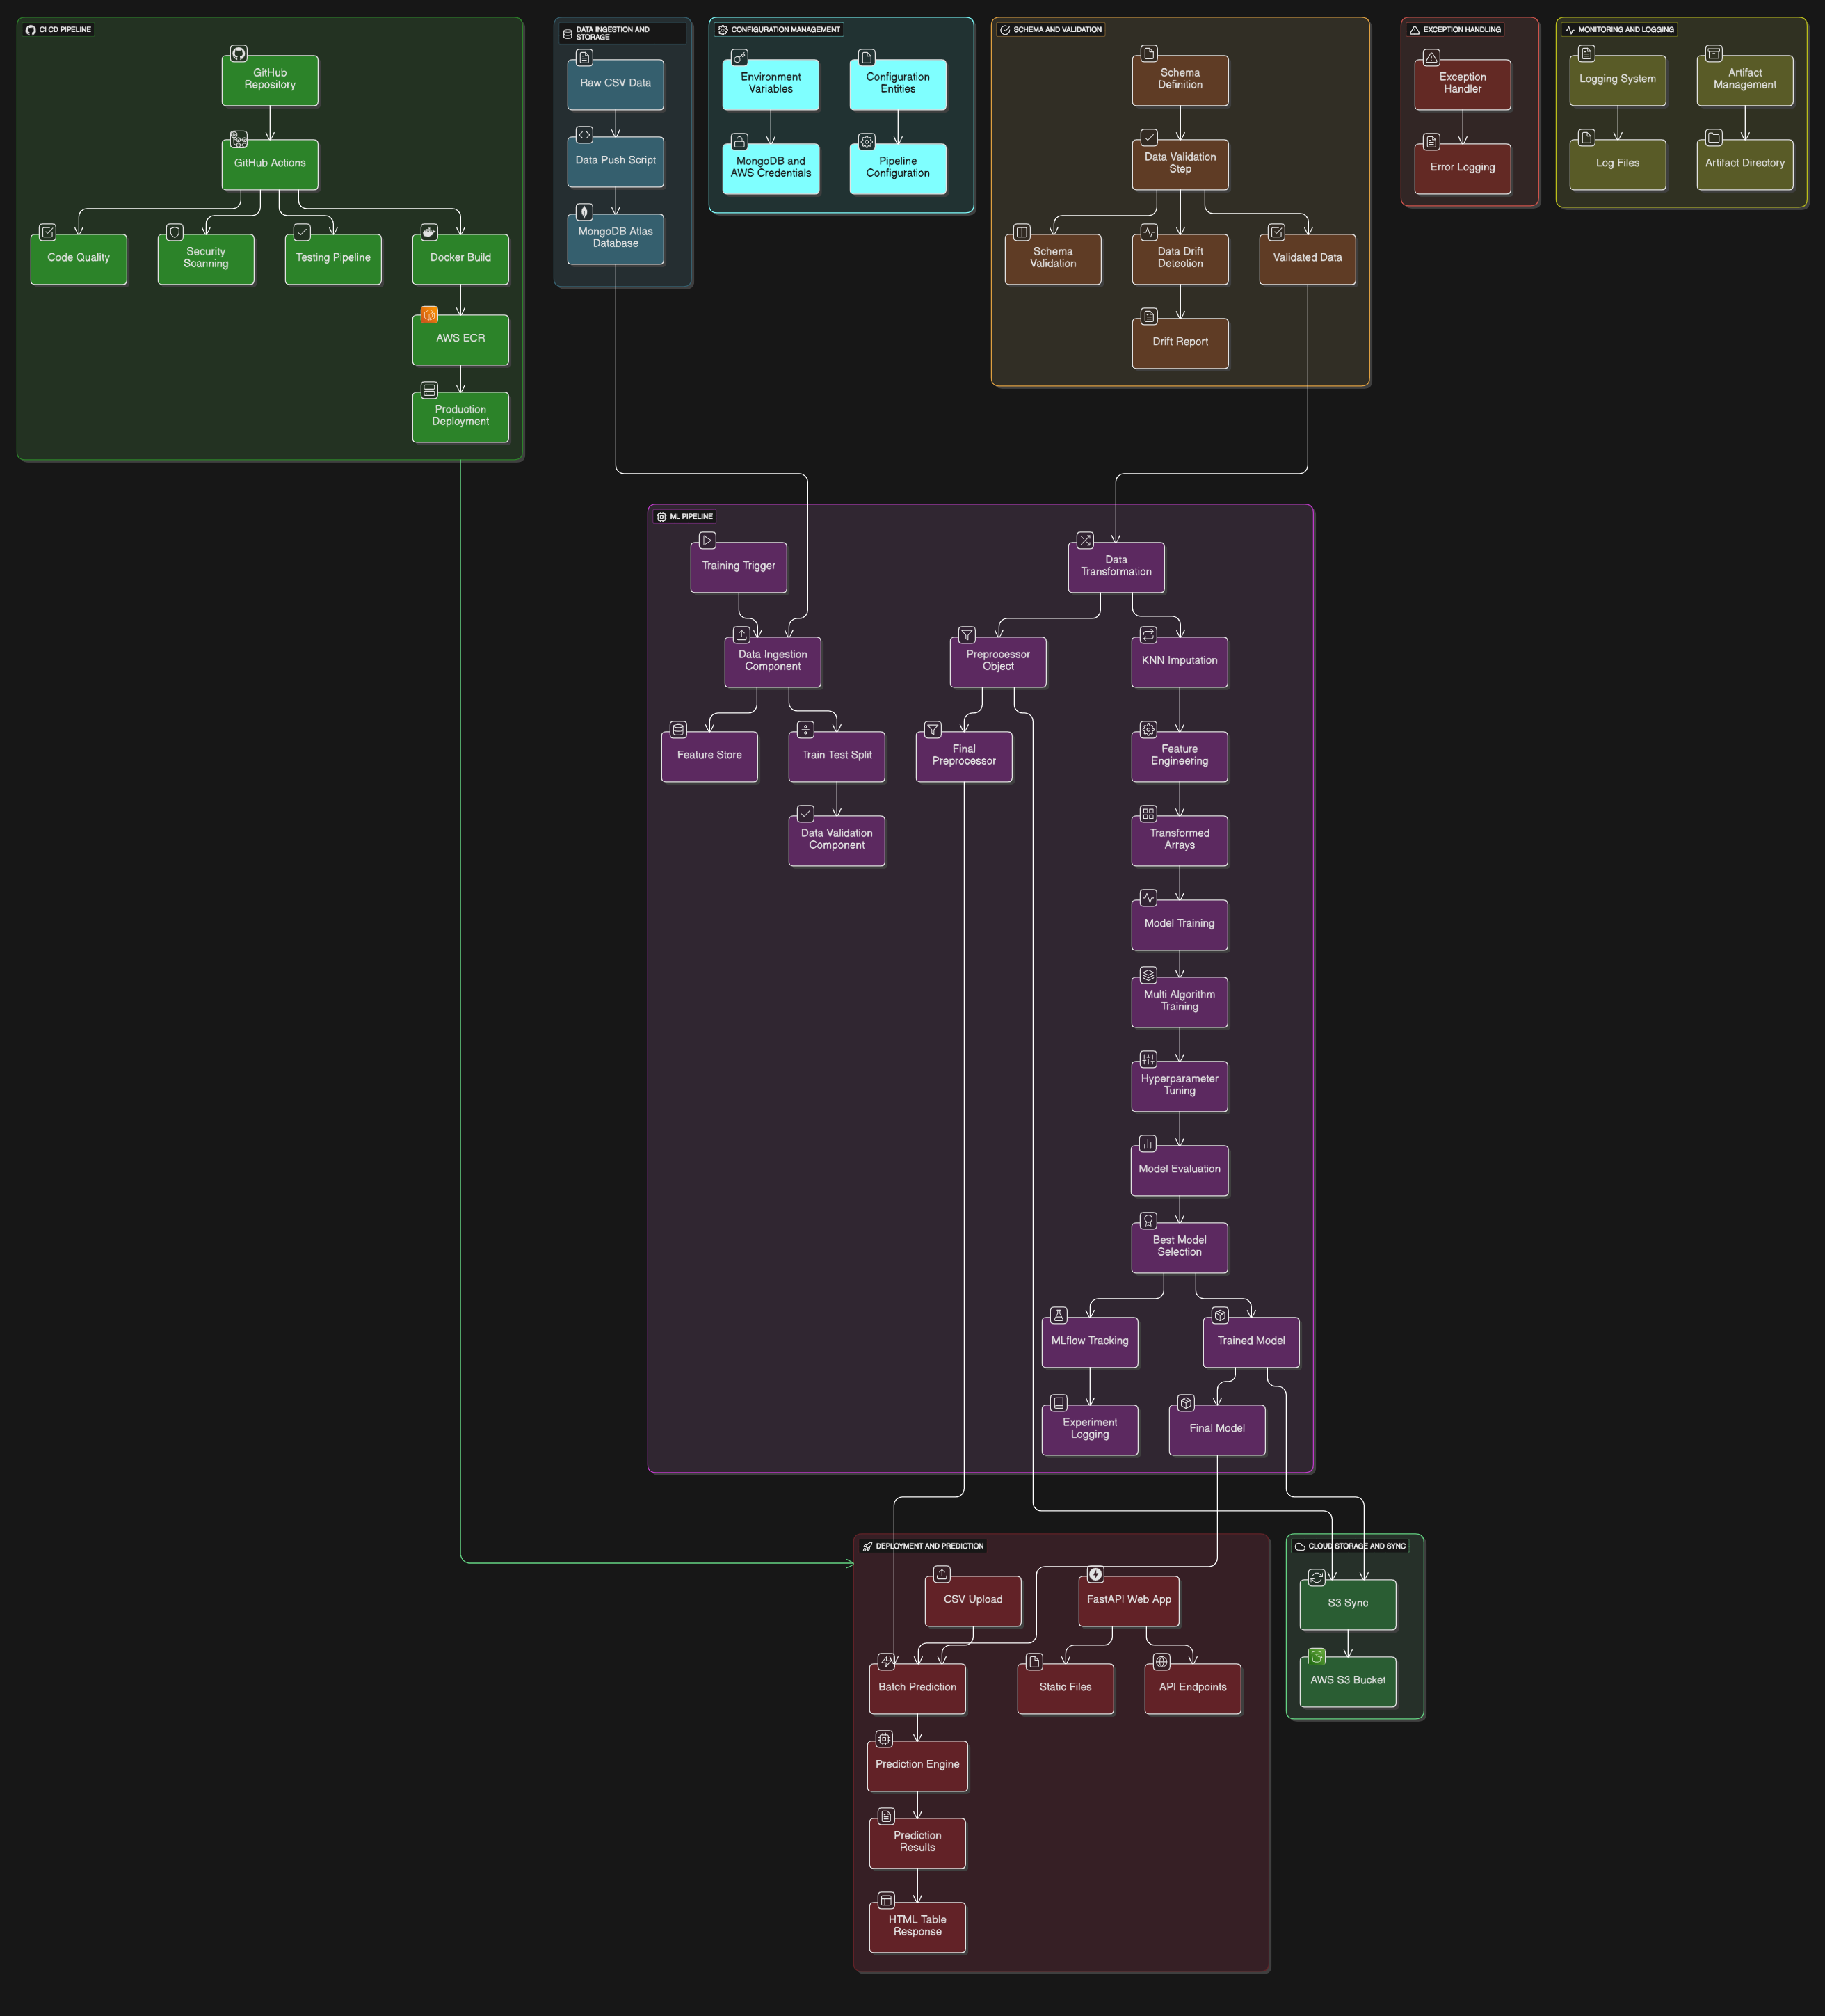 CI CD PIPELINE
GitHub
Repository
GitHub Actions
Code Quality
Security
Scanning
Testing Pipeline
Docker Build
AWS ECR
Production
Deployment
DATA INGESTION AND
STORAGE
Raw CSV Data
Data Push Script
MongoDB Atlas
Database
CONFIGURATION MANAGEMENT
Environment
Variables
Configuration
Entities
MongoDB and
AWS Credentials
Pipeline
Configuration
SCHEMA AND VALIDATION
Schema
Definition
Data Validation
Step
Schema
Validation
Data Drift
Detection
Validated Data
Drift Report
EXCEPTION HANDLING
Exception
Handler
Error Logging
MONITORING AND LOGGING
Logging System
Artifact
Management
Log Files
Artifact Directory
ML PIPELINE
Training Trigger
Data
Transformation
Data Ingestion
Component
Preprocessor
Object
KNN Imputation
Feature Store
Train Test Split
Final
Preprocessor
Feature
Engineering
Data Validation
Component
Transformed
Arrays
Model Training
Multi Algorithm
Training
Hyperparameter
Tuning
Model Evaluation
Best Model
Selection
MLflow Tracking
Trained Model
Experiment
Logging
Final Model
DEPLOYMENT AND PREDICTION
CSV Upload
FastAPI Web App
Batch Prediction
Static Files
API Endpoints
Prediction Engine
Prediction
Results
HTML Table
Response
CLOUD STORAGE AND SYNC
S3 Sync
AWS S3 Bucket